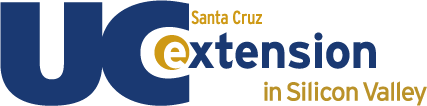 Santa Cruz
UC extension
in Silicon Valley